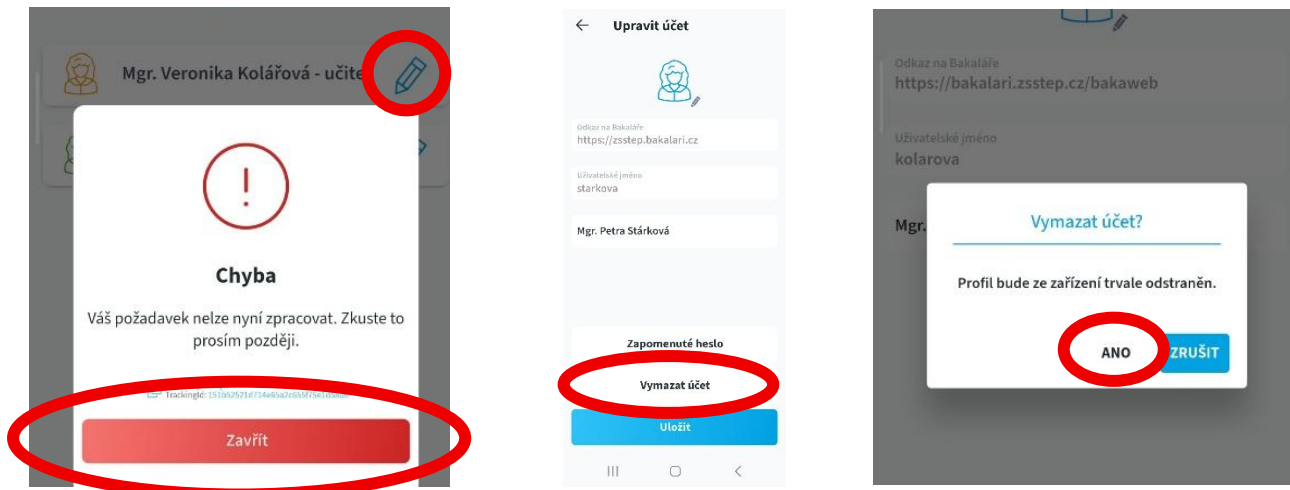 Mgr. Veronika Kolářová - učite
Chyba
Váš požadavek nelze nyní zpracovat. Zkuste to
prosím později.
TrackingId:
Zavřít
Upravit účet
Odkaz na Bakaláře
https://zsstep.bakalari.cz
Uživatelské jméno
starkova
Mgr. Petra Stárková
Zapomenuté heslo
Vymazat účet
Uložit
Odkaz na Bakaláře
https://bakalari.zsstep.cz/bakaweb
Uživatelské jméno
kolarova
Mgr.
Vymazat účet?
Profil bude ze zařízení trvale odstraněn.
ANO
ZRUŠIT